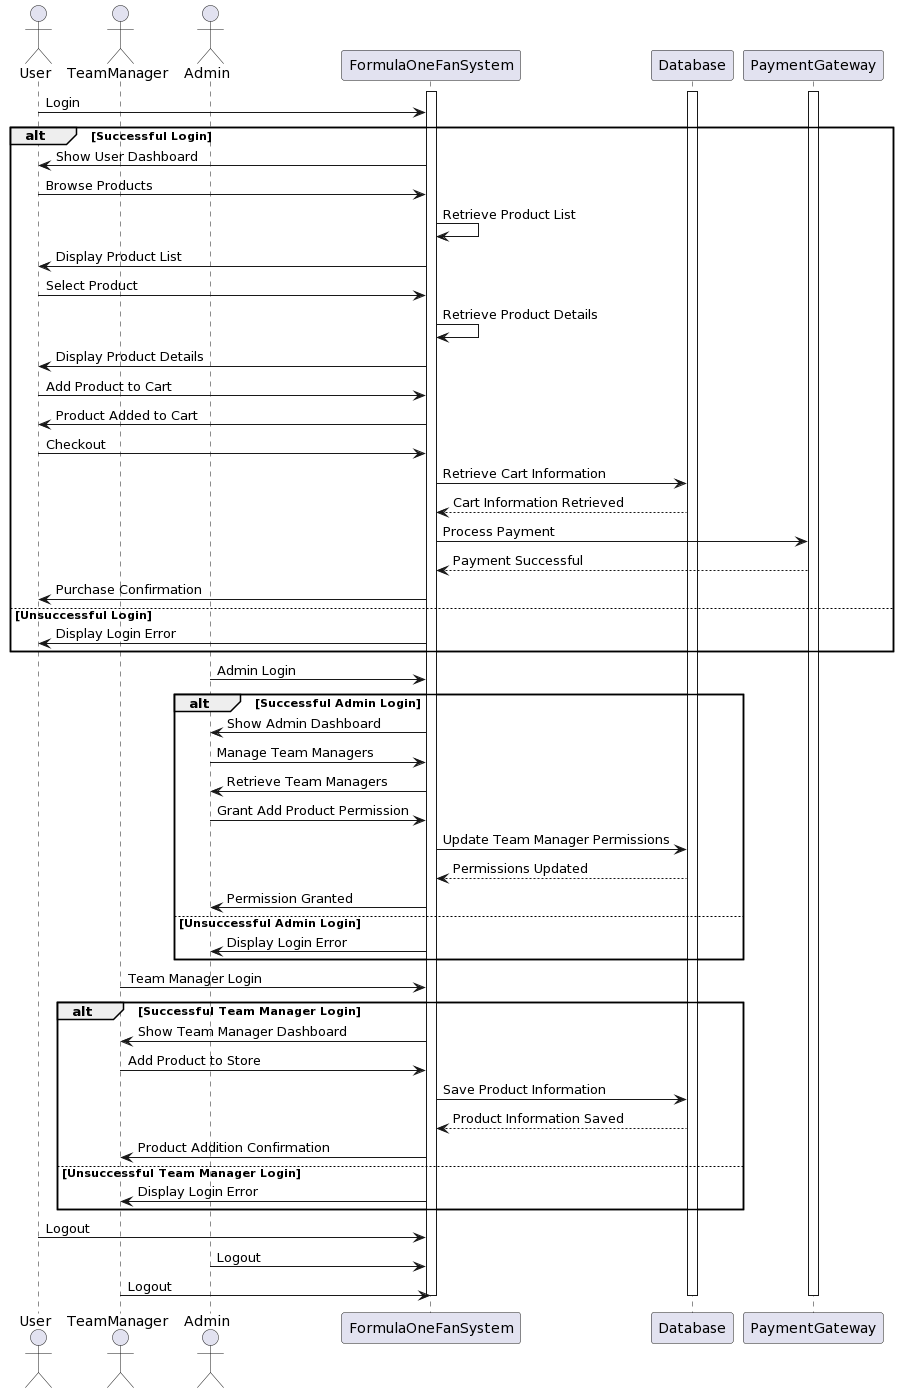 User
TeamManager
Admin
FormulaOneFanSystem
Database
PaymentGateway
Login
alt
[Successful Login]
Show User Dashboard
Browse Products
Retrieve Product List
Display Product List
Select Product
Retrieve Product Details
Display Product Details
Add Product to Cart
Product Added to Cart
Checkout
Retrieve Cart Information
Cart Information Retrieved
Process Payment
Payment Successful
Purchase Confirmation
[Unsuccessful Login]
Display Login Error
Admin Login
alt
[Successful Admin Login]
Show Admin Dashboard
Manage Team Managers
Retrieve Team Managers
Grant Add Product Permission
Update Team Manager Permissions
Permissions Updated
Permission Granted
[Unsuccessful Admin Login]
Display Login Error
Team Manager Login
alt
[Successful Team Manager Login]
Show Team Manager Dashboard
Add Product to Store
Save Product Information
Product Information Saved
Product Addition Confirmation
[Unsuccessful Team Manager Login]
Display Login Error
Logout
Logout
Logout
User
TeamManager
Admin
FormulaOneFanSystem
Database
PaymentGateway